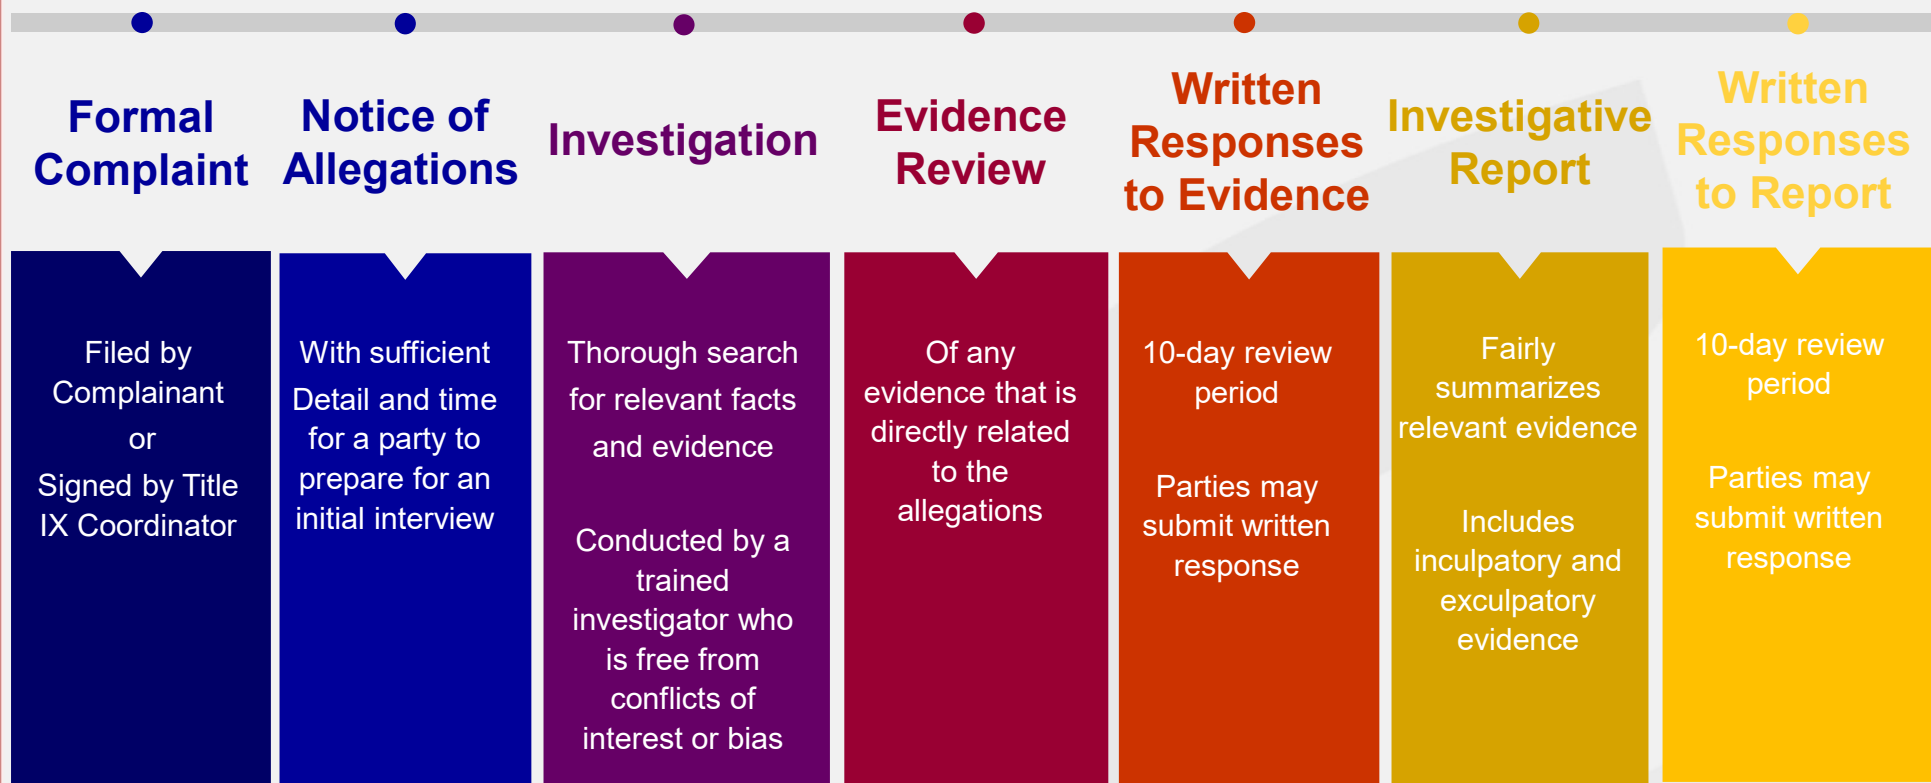 Formal
Complaint
Notice of
Allegations
Investigation
Evidence
Review
Written
Responses
to Evidence
Investigative
Report
Written
Responses
to Report
Filed by
Complainant
or
Signed by Title
IX Coordinator
With sufficient
Detail and time
for a party to
prepare for an
initial interview
Thorough search
for relevant facts
and evidence
Conducted by a
trained
investigator who
is free from
conflicts of
interest or bias
Of any
evidence that is
directly related
to the
allegations
10-day review
period
Parties may
submit written
response
Fairly
summarizes
relevant evidence
Includes
inculpatory and
exculpatory
evidence
10-day review
period
Parties may
submit written
response